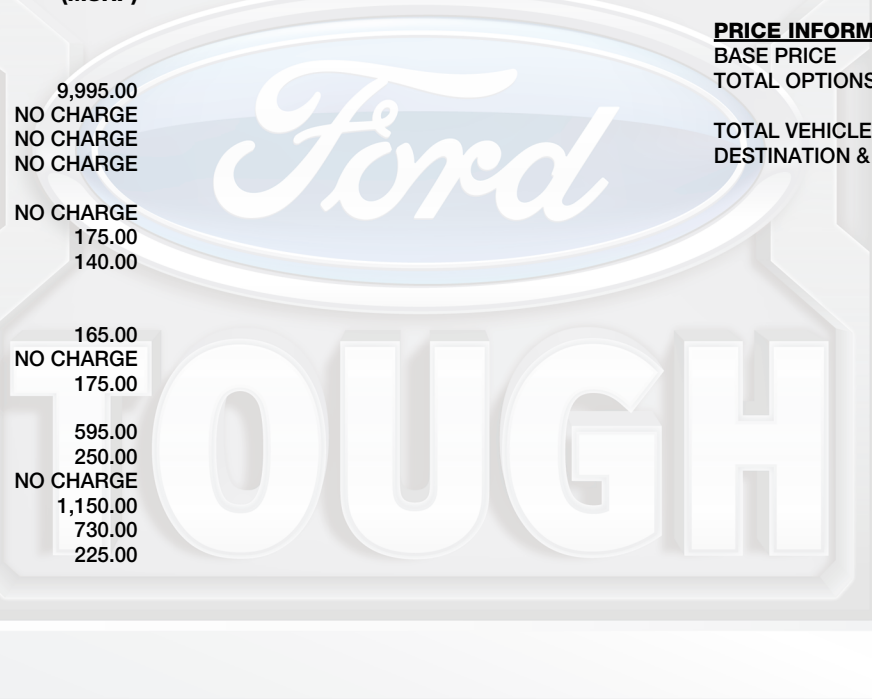 9,995.00
NO CHARGE
NO CHARGE
NO CHARGE
NO CHARGE
175.00
140.00
165.00
NO CHARGE
175.00
595.00
250.00
NO CHARGE
1,150.00
730.00
225.00
PRICE INFORM
BASE PRICE
TOTAL OPTIONS
TOTAL VEHICLE
DESTINATION &
Ford
TOUGH